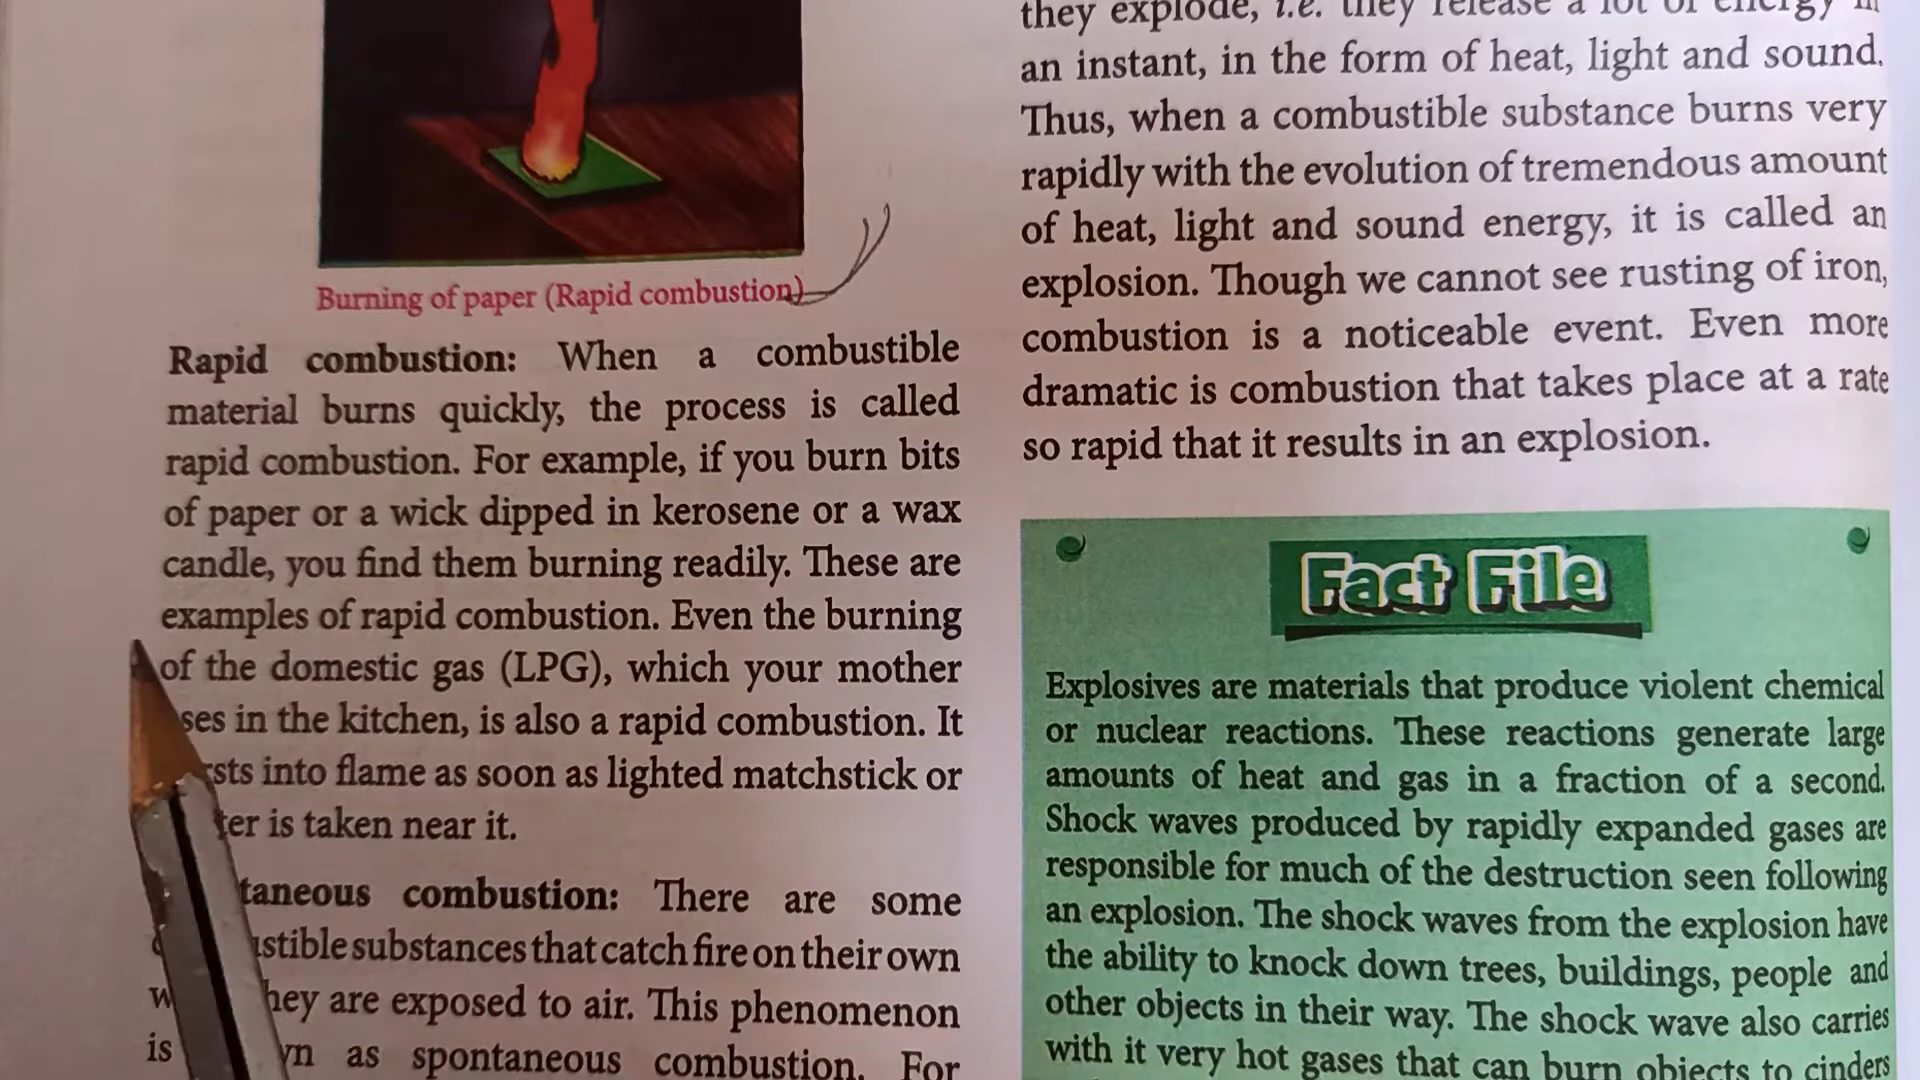 Burning of paper (Rapid combustion)
Rapid combustion: When a combustible
material burns quickly, the process is called
rapid combustion. For example, if you burn bits
of paper or a wick dipped in kerosene or a wax
candle, you find them burning readily. These are
examples of rapid combustion. Even the burning
of the domestic gas (LPG), which your mother
in the kitchen, is also a rapid combustion. It
into flame as soon as lighted matchstick or
is taken near it.
combustion: There are some
substances that catch fire on their own
they are exposed to air. This phenomenon
is as spontaneous combustion. For
they explode, i.e. they release a lot of energy in
an instant, in the form of heat, light and sound.
Thus, when a combustible substance burns very
rapidly with the evolution of tremendous amount
of heat, light and sound energy, it is called an
explosion. Though we cannot see rusting of iron,
combustion is a noticeable event. Even more
dramatic is combustion that takes place at a rate
so rapid that it results in an explosion.
Fact File
Explosives are materials that produce violent chemical
or nuclear reactions. These reactions generate large
amounts of heat and gas in a fraction of a second.
Shock waves produced by rapidly expanded gases are
responsible for much of the destruction seen following
an explosion. The shock waves from the explosion have
the ability to knock down trees, buildings, people and
other objects in their way. The shock wave also carries
with it very hot gases that can burn objects to cinders